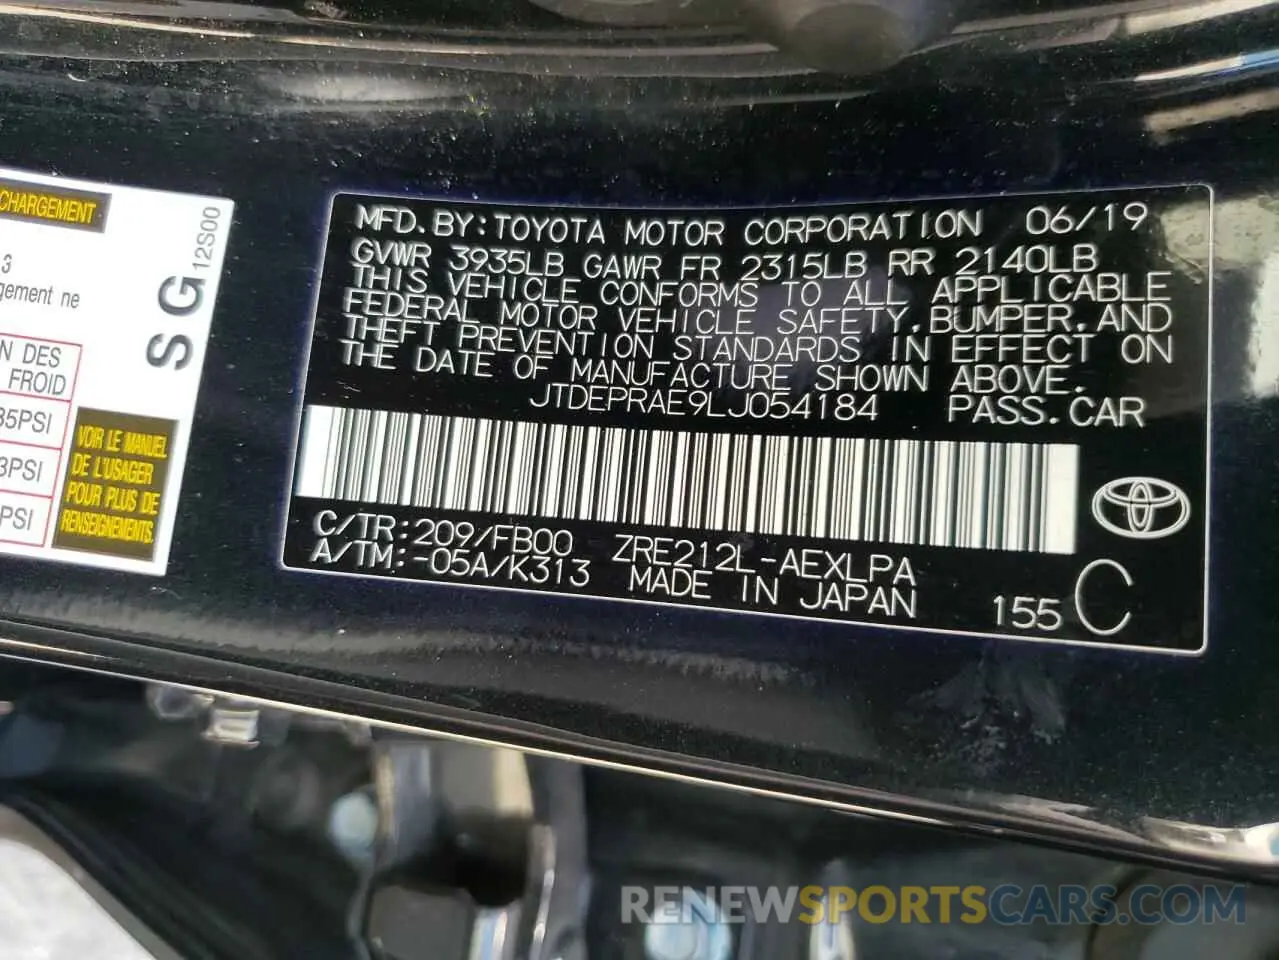 CHARGEMENT
3
gement ne
N DES
FROID
35PSI
3PSI
PSI
VOIR LE MANUEL
DE L'USAGER
POUR PLUS DE
RENSEIGNEMENTS.
SG 12S00
MFD. BY: TOYOTA MOTOR CORPORATION 06/19
GVWR 3935LB GAWR FR 2315LB RR 2140LB
THIS VEHICLE CONFORMS TO ALL APPLICABLE
FEDERAL MOTOR VEHICLE SAFETY, BUMPER, AND
THEFT PREVENTION STANDARDS IN EFFECT ON
THE DATE OF MANUFACTURE SHOWN ABOVE.
JTDEPRAE9LJ054184 PASS. CAR
C/TR: 209/FB00 ZRE212L-AEXLPA
A/TM: -05A/K313 MADE IN JAPAN 155 C
RENEWSPORTSCARS.COM